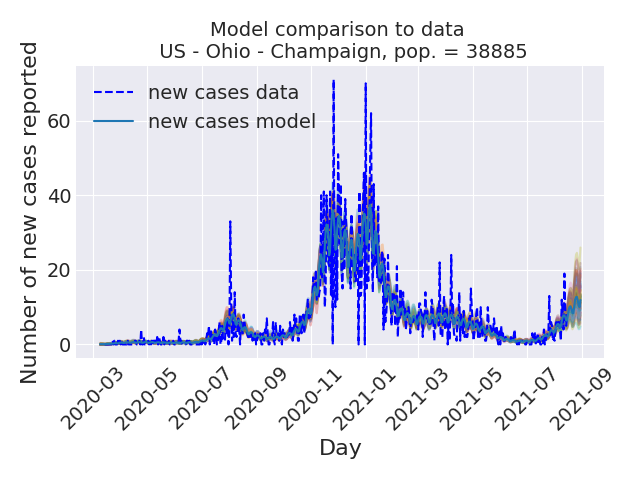 Model comparison to data
US - Ohio - Champaign, pop. = 38885
new cases data
new cases model
Number of new cases reported
60
40
20
0
2020-03
2020-05
2020-07
2020-09
2020-11
2021-01
2021-03
2021-05
2021-07
2021-09
Day